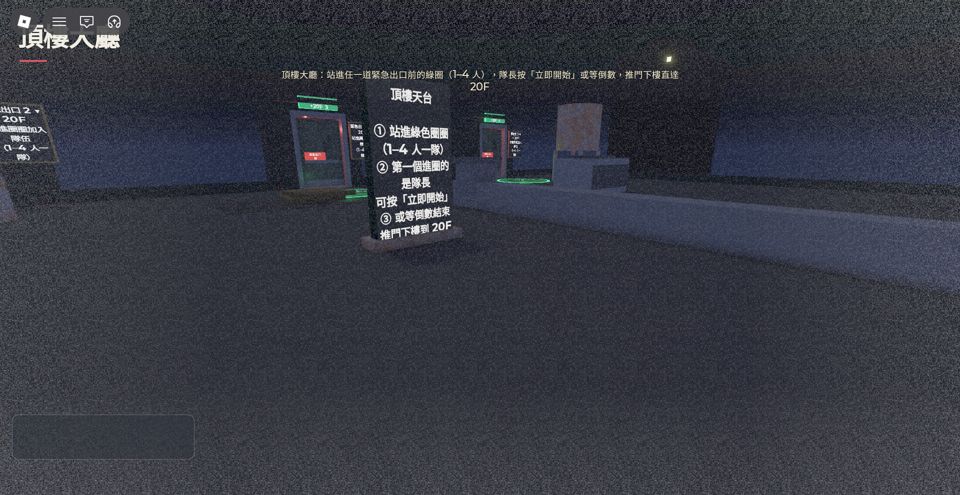 頂樓大廳
頂樓大廳：站進任一道緊急出口前的綠圈（1–4 人），隊長按「立即開始」或等倒數，推門下樓直達
20F
出口 2
20F
進圈圈加入
隊伍
（1–4 人一
隊）
頂樓天台
① 站進綠色圈圈
（1–4 人一隊）
② 第一個進圈的
是隊長
可按「立即開始」
③ 或等倒數結束
推門下樓到 20F